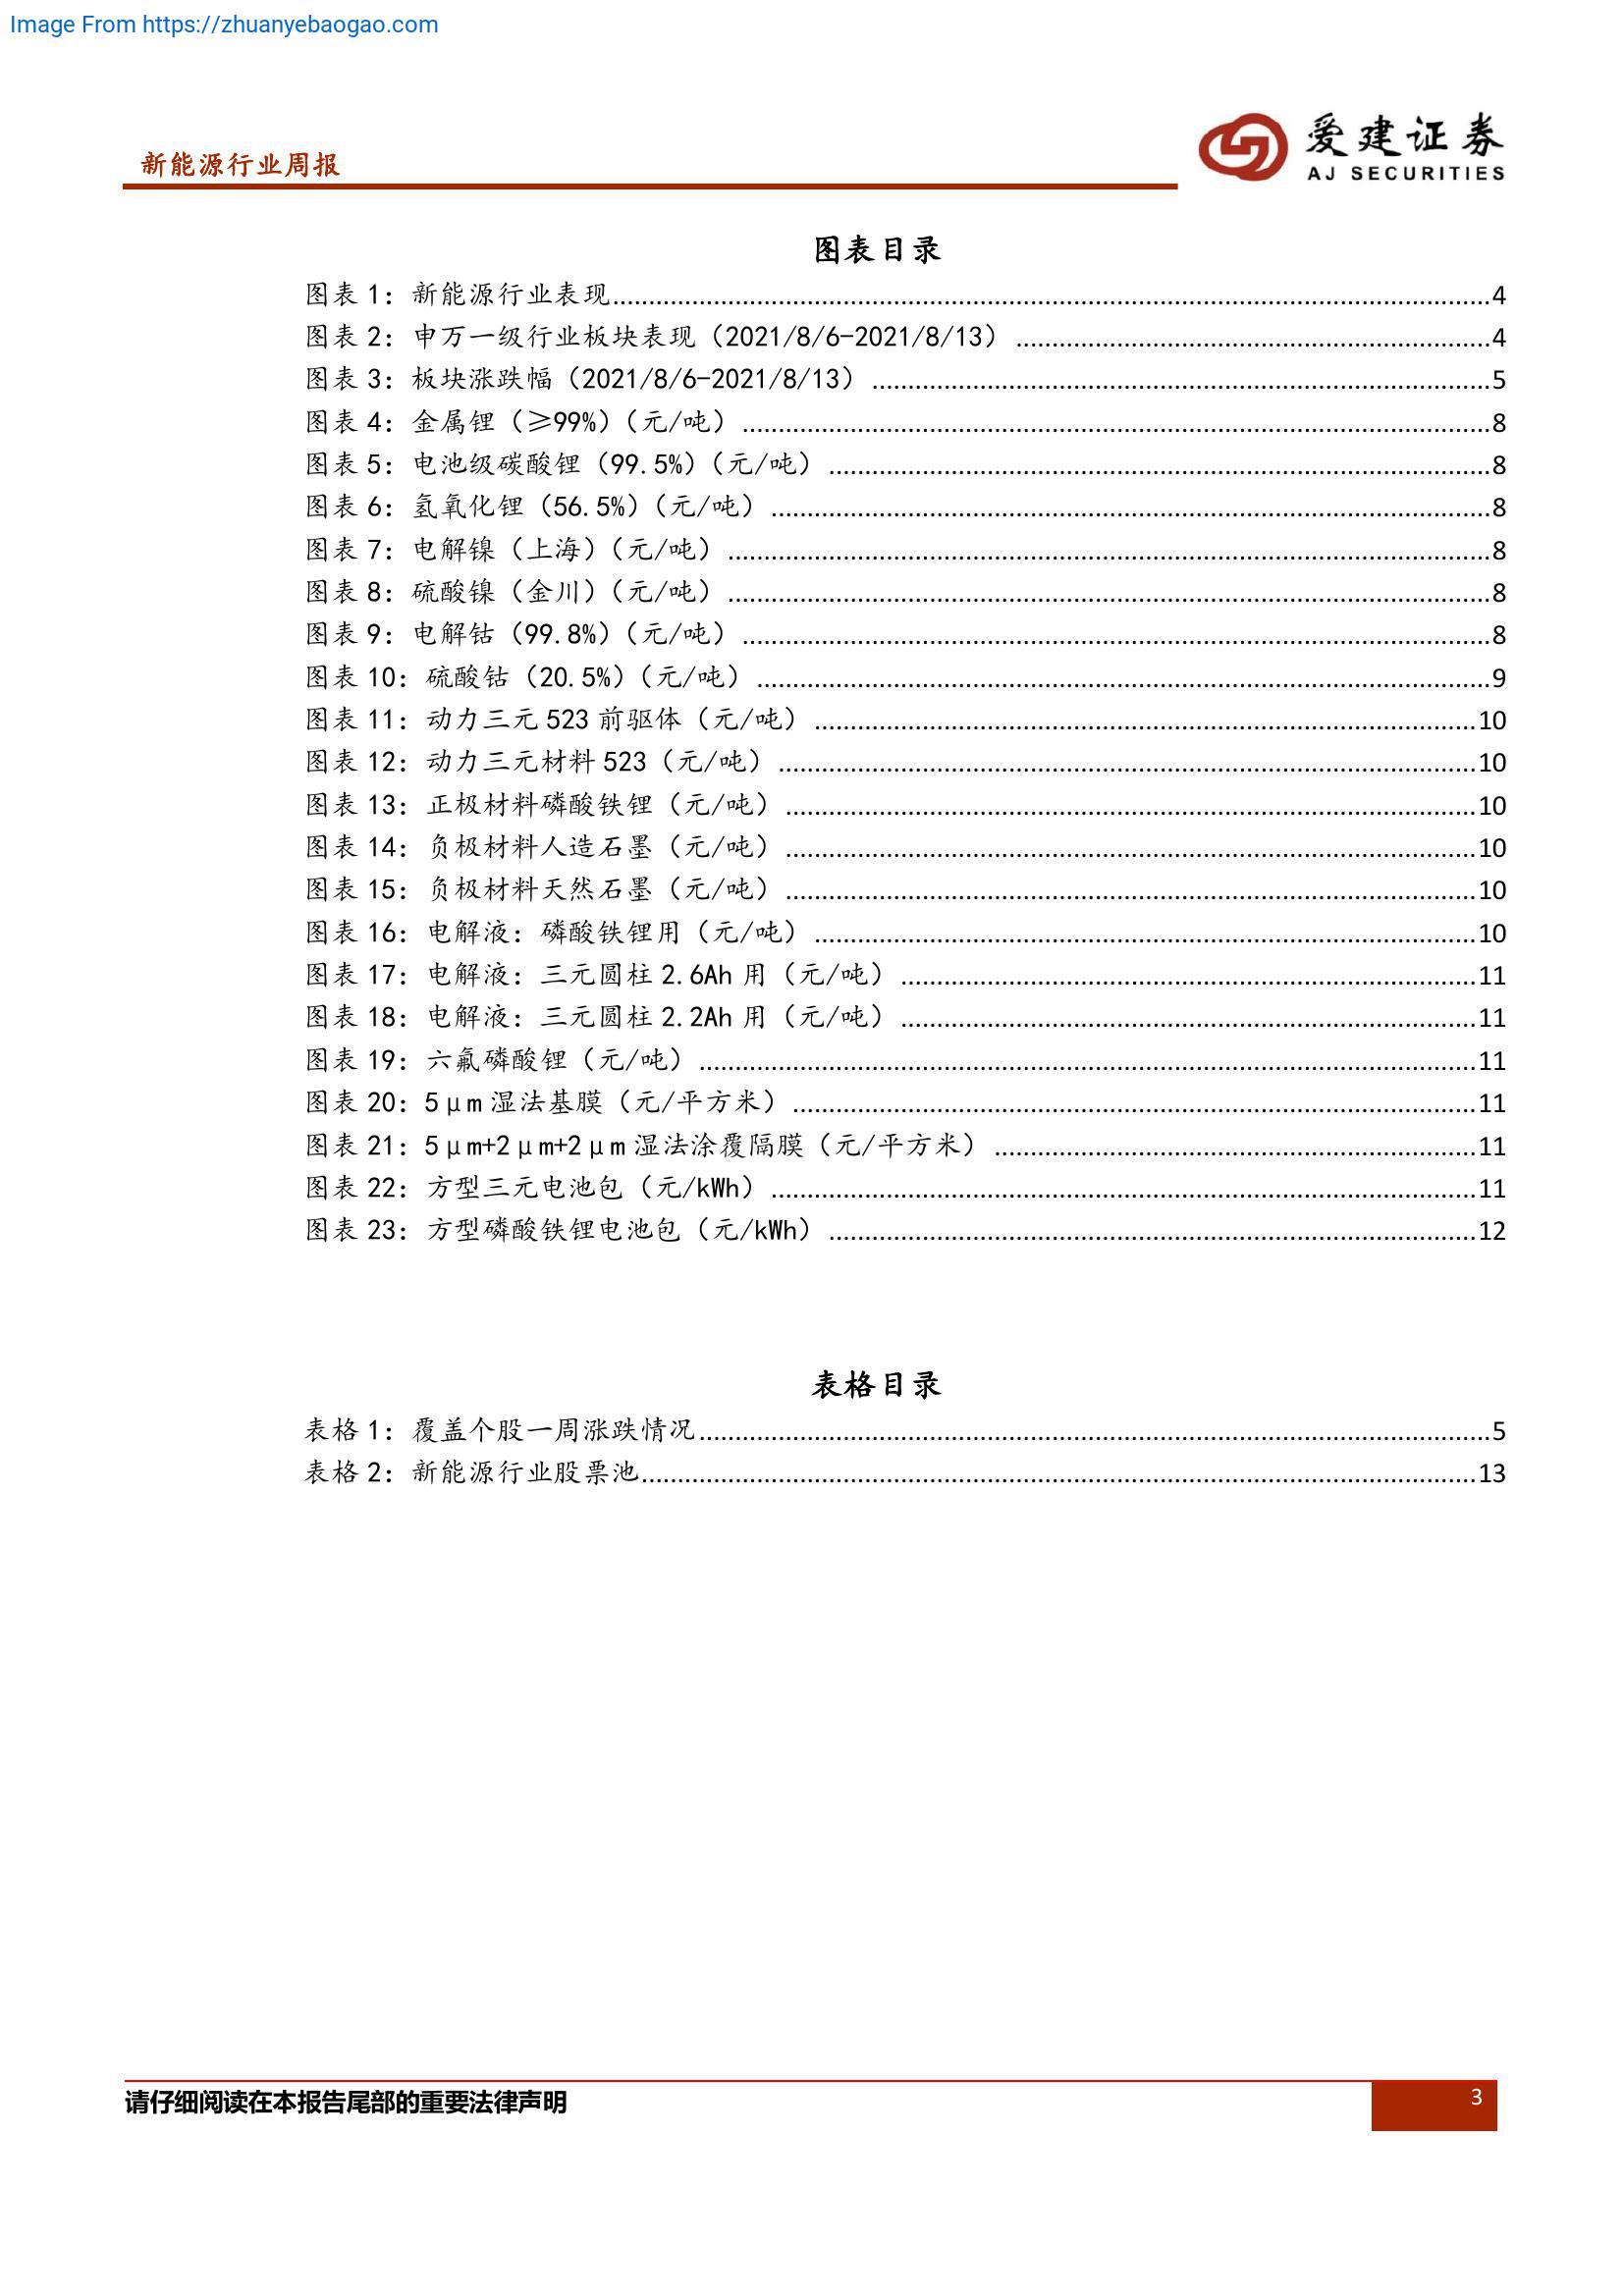 Image From https://zhuanyebaogao.com
爱建证券
AJ SECURITIES
新能源行业周报
图表目录
图表 1：新能源行业表现........................4
图表 2：申万一级行业板块表现（2021/8/6-2021/8/13）........................4
图表 3：板块涨跌幅（2021/8/6-2021/8/13）........................5
图表 4：金属锂（≥99%）（元/吨）........................8
图表 5：电池级碳酸锂（99.5%）（元/吨）........................8
图表 6：氢氧化锂（56.5%）（元/吨）........................8
图表 7：电解镍（上海）（元/吨）........................8
图表 8：硫酸镍（金川）（元/吨）........................8
图表 9：电解钴（99.8%）（元/吨）........................8
图表 10：硫酸钴（20.5%）（元/吨）........................9
图表 11：动力三元 523 前驱体（元/吨）........................10
图表 12：动力三元材料 523（元/吨）........................10
图表 13：正极材料磷酸铁锂（元/吨）........................10
图表 14：负极材料人造石墨（元/吨）........................10
图表 15：负极材料天然石墨（元/吨）........................10
图表 16：电解液：磷酸铁锂用（元/吨）........................10
图表 17：电解液：三元圆柱 2.6Ah 用（元/吨）........................11
图表 18：电解液：三元圆柱 2.2Ah 用（元/吨）........................11
图表 19：六氟磷酸锂（元/吨）........................11
图表 20：5μm 湿法基膜（元/平方米）........................11
图表 21：5μm+2μm+2μm 湿法涂覆隔膜（元/平方米）........................11
图表 22：方型三元电池包（元/kWh）........................11
图表 23：方型磷酸铁锂电池包（元/kWh）........................12
表格目录
表格 1：覆盖个股一周涨跌情况........................5
表格 2：新能源行业股票池........................13
请仔细阅读在本报告尾部的重要法律声明
3